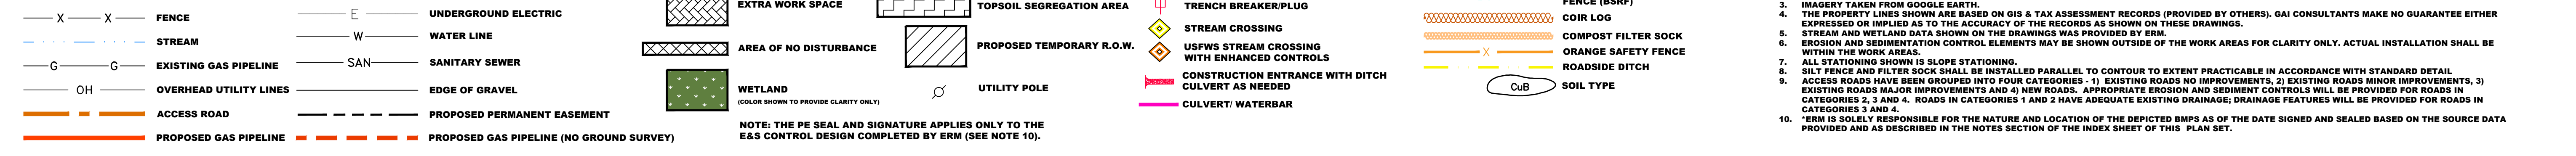 X X FENCE
STREAM
G G EXISTING GAS PIPELINE
OH OVERHEAD UTILITY LINES
ACCESS ROAD
PROPOSED GAS PIPELINE
E UNDERGROUND ELECTRIC
W WATER LINE
SAN SANITARY SEWER
EDGE OF GRAVEL
PROPOSED PERMANENT EASEMENT
PROPOSED GAS PIPELINE (NO GROUND SURVEY)
EXTRA WORK SPACE
AREA OF NO DISTURBANCE
WETLAND
(COLOR SHOWN TO PROVIDE CLARITY ONLY)
TOPSOIL SEGREGATION AREA
PROPOSED TEMPORARY R.O.W.
UTILITY POLE
NOTE: THE PE SEAL AND SIGNATURE APPLIES ONLY TO THE
E&S CONTROL DESIGN COMPLETED BY ERM (SEE NOTE 10).
TRENCH BREAKER/PLUG
STREAM CROSSING
USFWS STREAM CROSSING
WITH ENHANCED CONTROLS
CONSTRUCTION ENTRANCE WITH DITCH
CULVERT AS NEEDED
CULVERT/ WATERBAR
FENCE (BSRF)
COIR LOG
COMPOST FILTER SOCK
X ORANGE SAFETY FENCE
ROADSIDE DITCH
CuB SOIL TYPE
3. IMAGERY TAKEN FROM GOOGLE EARTH.
4. THE PROPERTY LINES SHOWN ARE BASED ON GIS & TAX ASSESSMENT RECORDS (PROVIDED BY OTHERS). GAI CONSULTANTS MAKE NO GUARANTEE EITHER
EXPRESSED OR IMPLIED AS TO THE ACCURACY OF THE RECORDS AS SHOWN ON THESE DRAWINGS.
5. STREAM AND WETLAND DATA SHOWN ON THE DRAWINGS WAS PROVIDED BY ERM.
6. EROSION AND SEDIMENTATION CONTROL ELEMENTS MAY BE SHOWN OUTSIDE OF THE WORK AREAS FOR CLARITY ONLY. ACTUAL INSTALLATION SHALL BE
WITHIN THE WORK AREAS.
7. ALL STATIONING SHOWN IS SLOPE STATIONING.
8. SILT FENCE AND FILTER SOCK SHALL BE INSTALLED PARALLEL TO CONTOUR TO EXTENT PRACTICABLE IN ACCORDANCE WITH STANDARD DETAIL
9. ACCESS ROADS HAVE BEEN GROUPED INTO FOUR CATEGORIES - 1) EXISTING ROADS NO IMPROVEMENTS, 2) EXISTING ROADS MINOR IMPROVEMENTS, 3)
EXISTING ROADS MAJOR IMPROVEMENTS AND 4) NEW ROADS. APPROPRIATE EROSION AND SEDIMENT CONTROLS WILL BE PROVIDED FOR ROADS IN
CATEGORIES 2, 3 AND 4. ROADS IN CATEGORIES 1 AND 2 HAVE ADEQUATE EXISTING DRAINAGE; DRAINAGE FEATURES WILL BE PROVIDED FOR ROADS IN
CATEGORIES 3 AND 4.
10. *ERM IS SOLELY RESPONSIBLE FOR THE NATURE AND LOCATION OF THE DEPICTED BMPS AS OF THE DATE SIGNED AND SEALED BASED ON THE SOURCE DATA
PROVIDED AND AS DESCRIBED IN THE NOTES SECTION OF THE INDEX SHEET OF THIS PLAN SET.